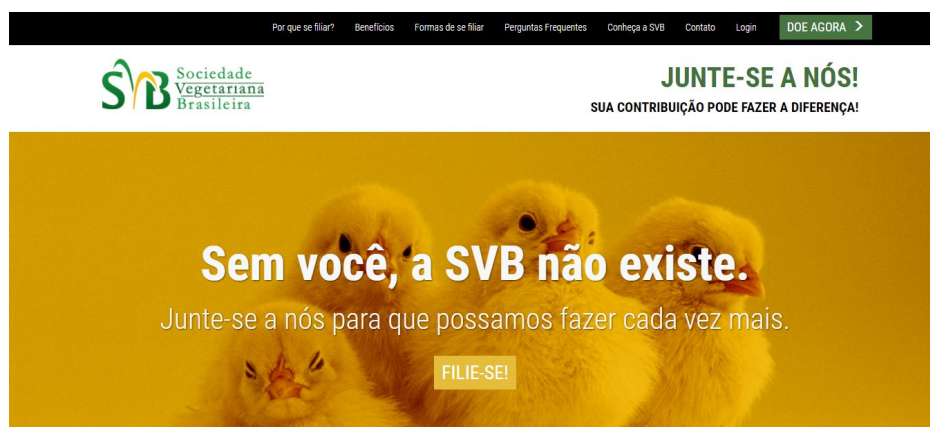 Por que se filiar? Benefícios Formas de se filiar Perguntas Frequentes Conheça a SVB Contato Login DOE AGORA >
SVB
Sociedade
Vegetariana
Brasileira
JUNTE-SE A NÓS!
SUA CONTRIBUIÇÃO PODE FAZER A DIFERENÇA!
Sem você, a SVB não existe.
Junte-se a nós para que possamos fazer cada vez mais.
FILIE-SE!